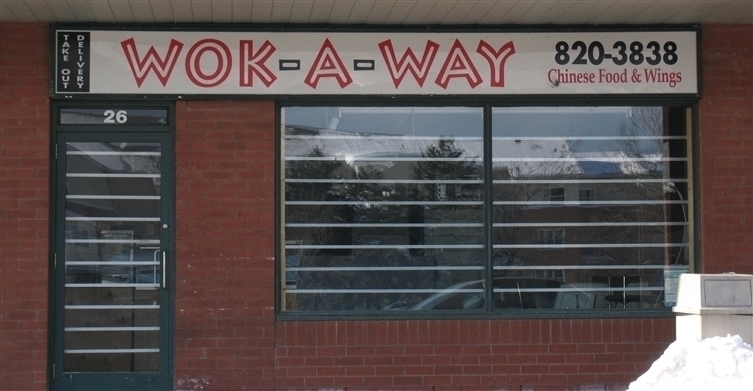 TAKE OUT
DELIVERY
WOK-A-WAY
820-3838
Chinese Food & Wings
26